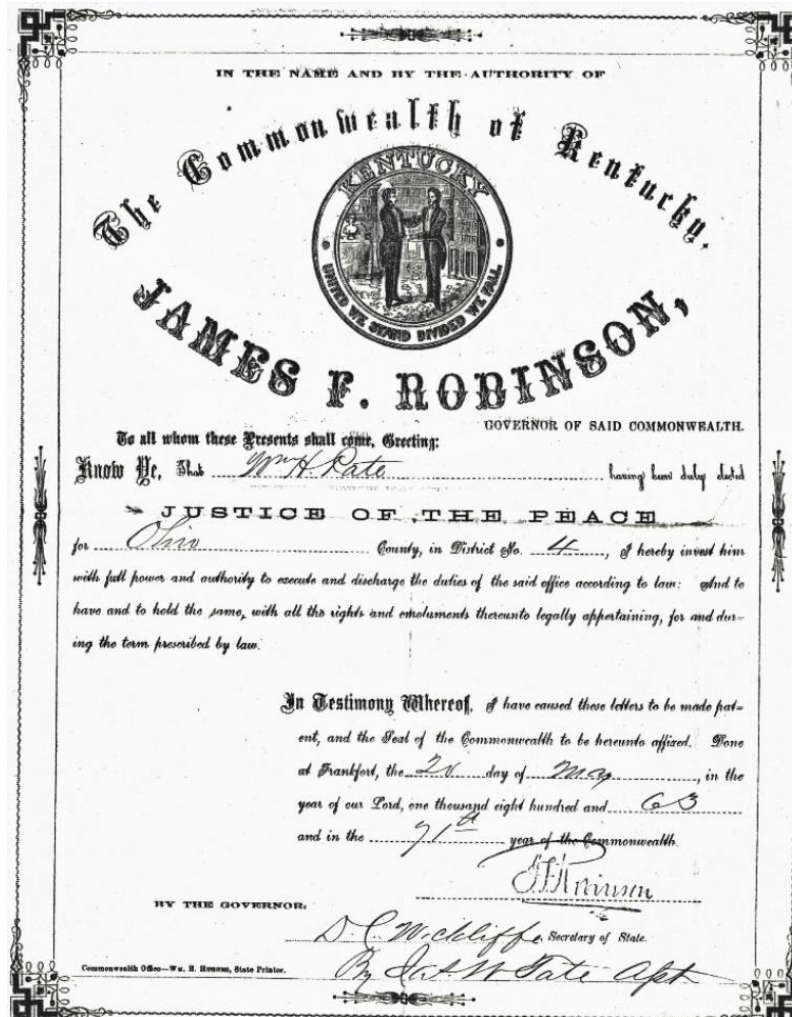 IN THE NAME AND BY THE AUTHORITY OF
The Commonwealth of Kentucky.
KENTUCKY
UNITED WE STAND DIVIDED WE FALL.
JAMES F. ROBINSON,
GOVERNOR OF SAID COMMONWEALTH.
To all whom these Presents shall come, Greeting:
Know Ye, That Wm H. Pate having been duly elected
JUSTICE OF THE PEACE
for Ohio County, in District No. 4, I hereby invest him
with full power and authority to execute and discharge the duties of the said office according to law: And to
have and to hold the same, with all the rights and emoluments thereunto legally appertaining, for and dur-
ing the term prescribed by law.
In Testimony Whereof, I have caused these letters to be made pat-
ent, and the Seal of the Commonwealth to be hereunto affixed. Done
at Frankfort, the 20 day of May, in the
year of our Lord, one thousand eight hundred and 63
and in the 71th year of the Commonwealth.
J F Robinson
BY THE GOVERNOR:
D. C. Wickliffe, Secretary of State.
By Jas W Tate Asst
Commonwealth Office—Wm. E. Hughes, State Printer.